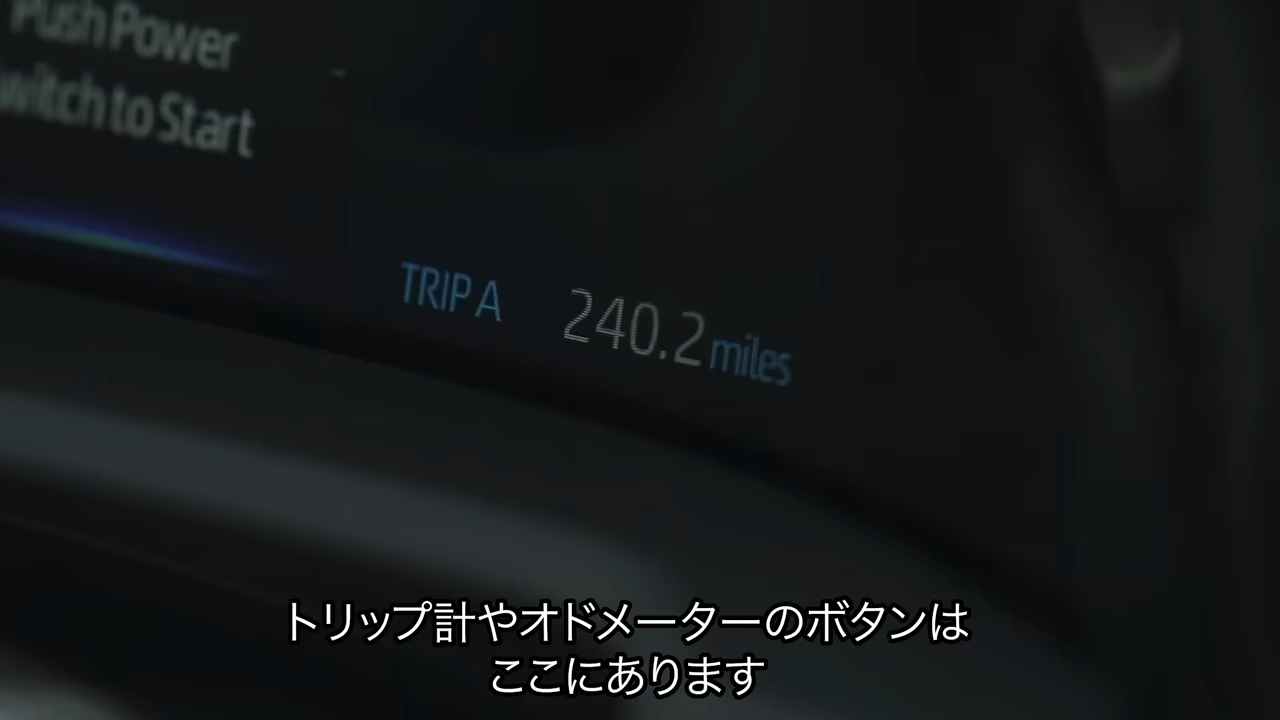 Push Power
Switch to Start
TRIP A 240.2 miles
トリップ計やオドメーターのボタンは
ここにあります